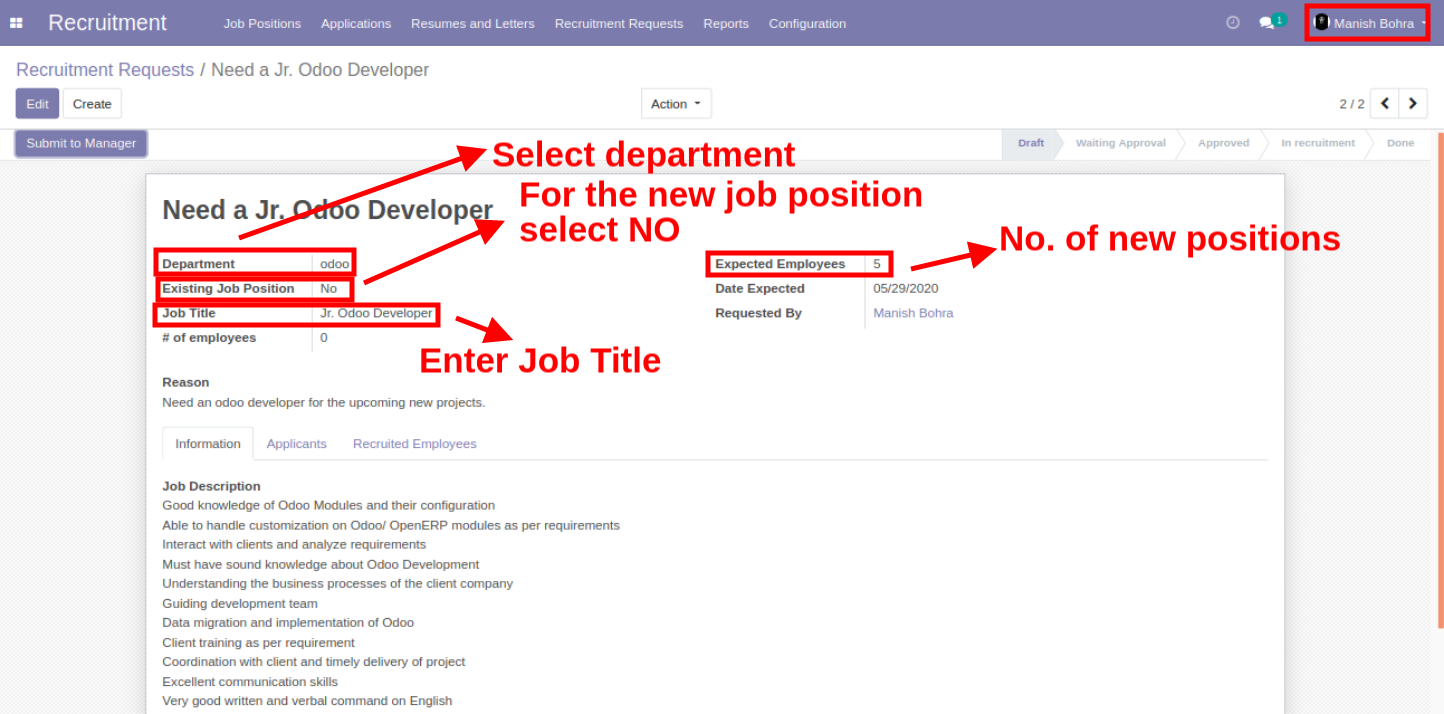 Recruitment Job Positions Applications Resumes and Letters Recruitment Requests Reports Configuration 1 Manish Bohra
Recruitment Requests / Need a Jr. Odoo Developer
Edit Create Action 2 / 2
Submit to Manager Draft Waiting Approval Approved In recruitment Done
Select department
For the new job position
select NO
Need a Jr. Odoo Developer
No. of new positions
Department odoo Expected Employees 5
Existing Job Position No Date Expected 05/29/2020
Job Title Jr. Odoo Developer Requested By Manish Bohra
# of employees 0
Enter Job Title
Reason
Need an odoo developer for the upcoming new projects.
Information Applicants Recruited Employees
Job Description
Good knowledge of Odoo Modules and their configuration
Able to handle customization on Odoo/ OpenERP modules as per requirements
Interact with clients and analyze requirements
Must have sound knowledge about Odoo Development
Understanding the business processes of the client company
Guiding development team
Data migration and implementation of Odoo
Client training as per requirement
Coordination with client and timely delivery of project
Excellent communication skills
Very good written and verbal command on English